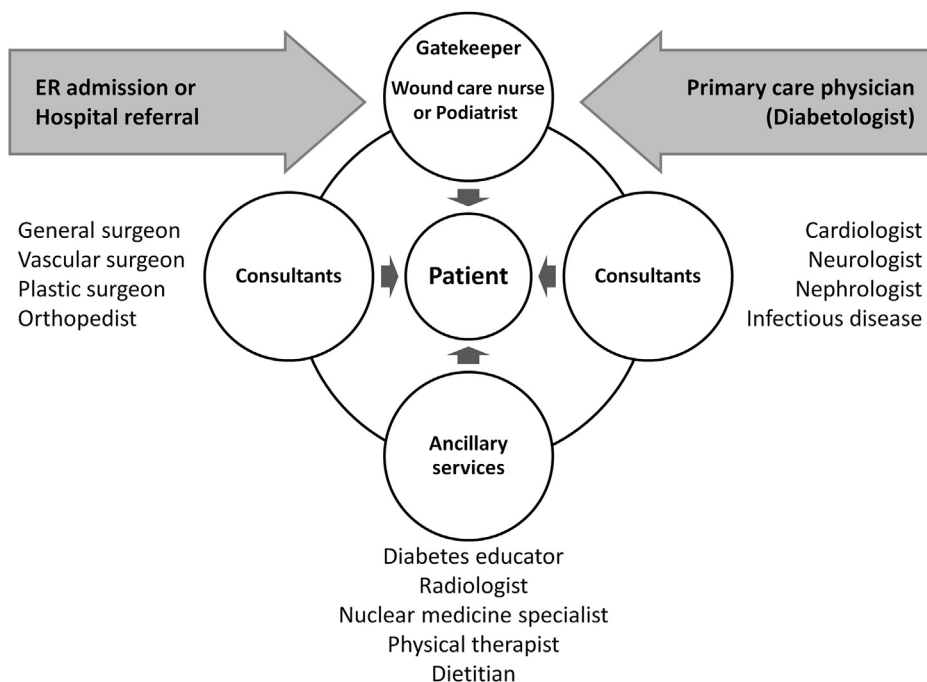 Gatekeeper
Wound care nurse
or Podiatrist
ER admission or
Hospital referral
Primary care physician
(Diabetologist)
General surgeon
Vascular surgeon
Plastic surgeon
Orthopedist
Consultants
Patient
Consultants
Cardiologist
Neurologist
Nephrologist
Infectious disease
Ancillary
services
Diabetes educator
Radiologist
Nuclear medicine specialist
Physical therapist
Dietitian